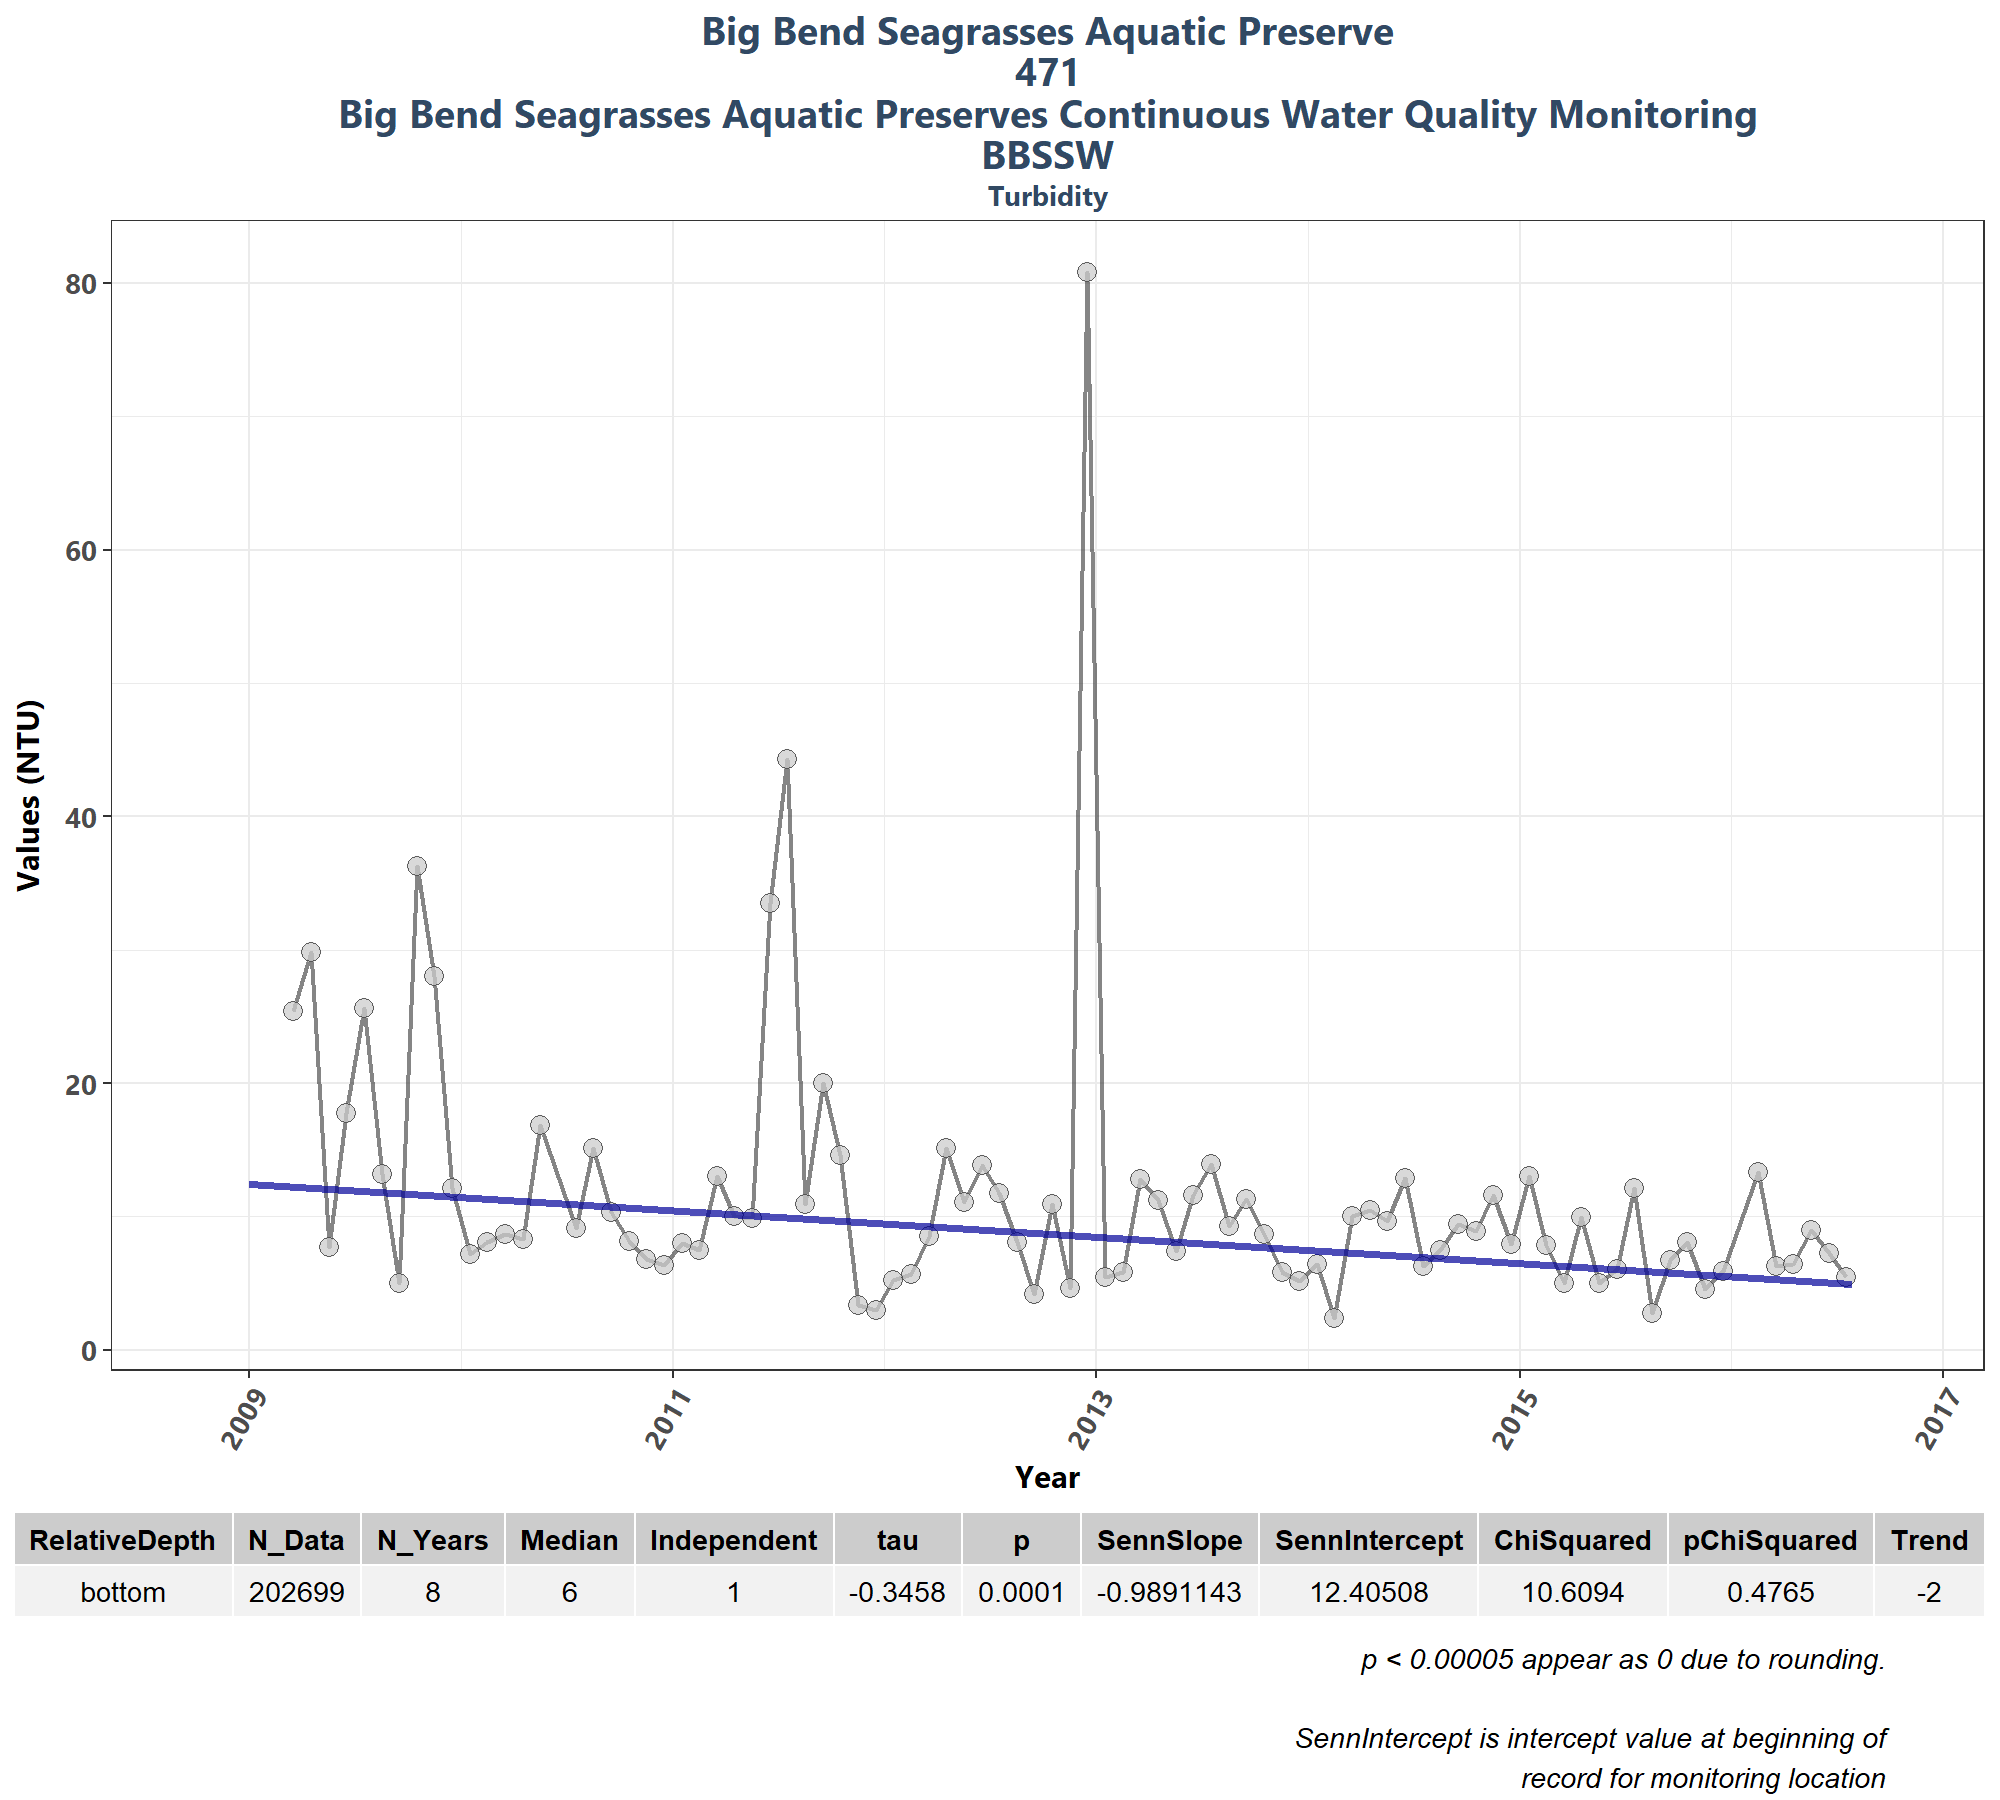 Big Bend Seagrasses Aquatic Preserve
471
Big Bend Seagrasses Aquatic Preserves Continuous Water Quality Monitoring
BBSSW
Turbidity
80
60
40
20
0
Values (NTU)
2009 2011 2013 2015 2017
Year
RelativeDepth N_Data N_Years Median Independent tau p SennSlope SennIntercept ChiSquared pChiSquared Trend
bottom 202699 8 6 1 -0.3458 0.0001 -0.9891143 12.40508 10.6094 0.4765 -2
p < 0.00005 appear as 0 due to rounding.
SennIntercept is intercept value at beginning of
record for monitoring location